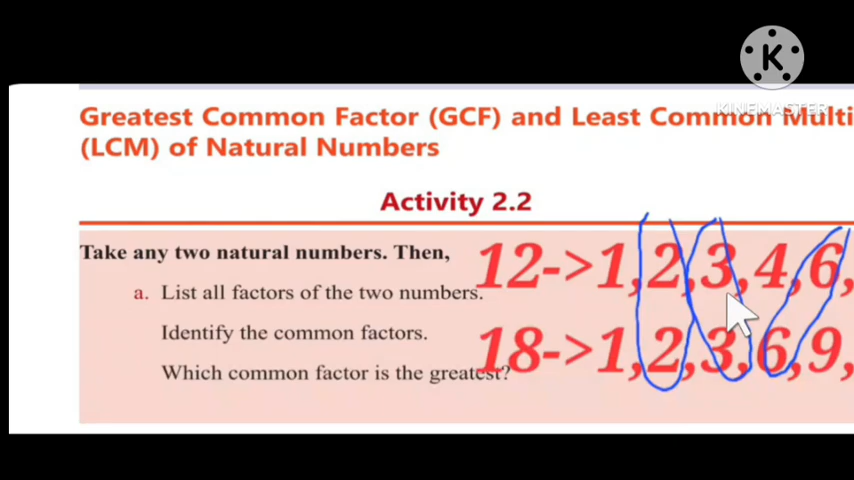 K
KINEMASTER
Greatest Common Factor (GCF) and Least Common Multi
(LCM) of Natural Numbers
Activity 2.2
Take any two natural numbers. Then,
12->1,2,3,4,6,
a. List all factors of the two numbers.
Identify the common factors.
18->1,2,3,6,9,
Which common factor is the greatest?